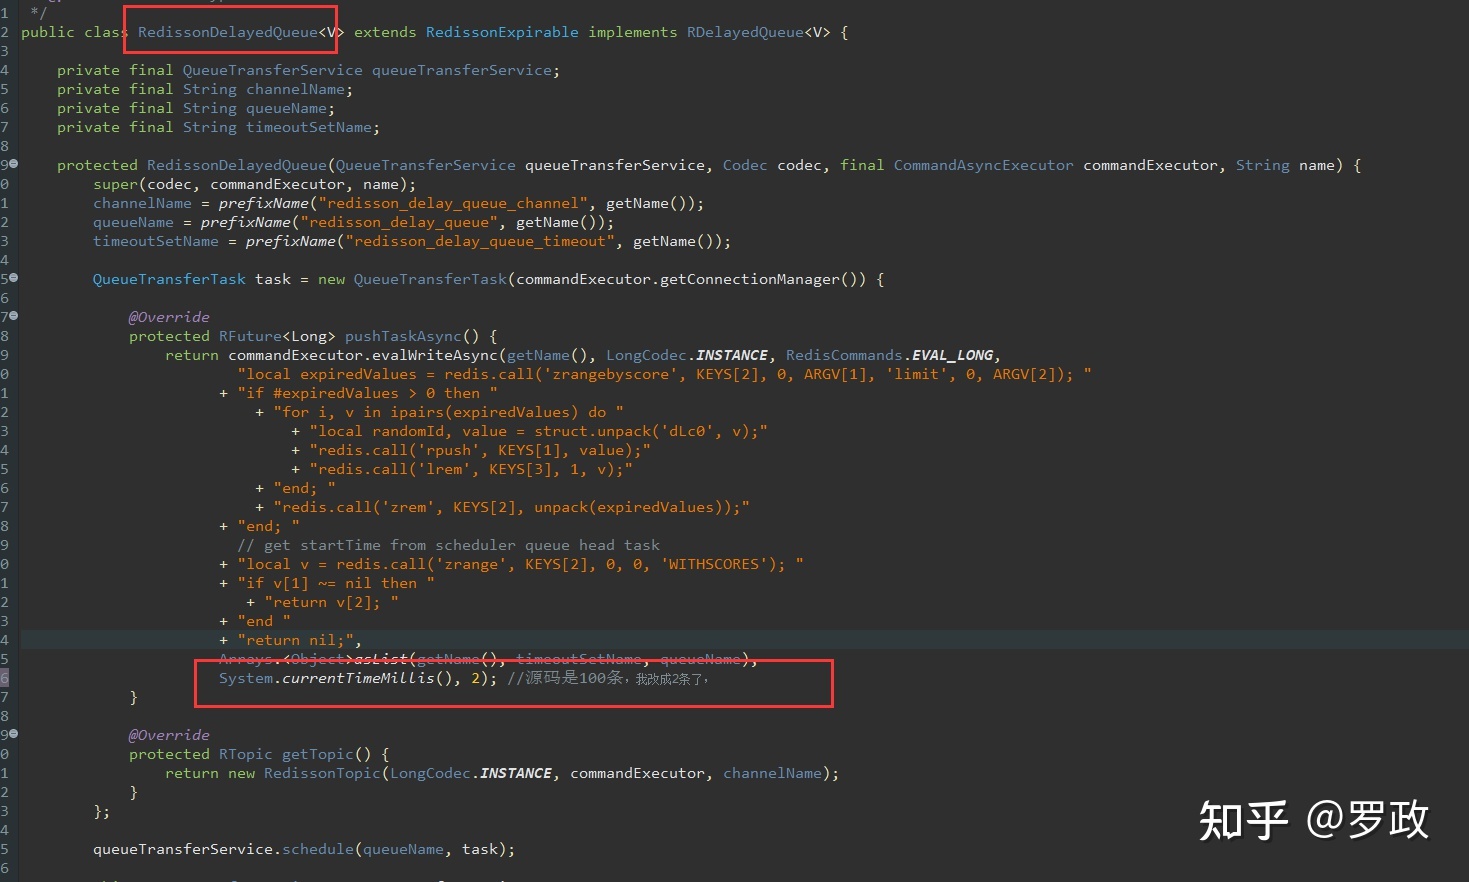 1 */
2 public class RedissonDelayedQueue<V> extends RedissonExpirable implements RDelayedQueue<V> {
3
4 private final QueueTransferService queueTransferService;
5 private final String channelName;
6 private final String queueName;
7 private final String timeoutSetName;
8
9 protected RedissonDelayedQueue(QueueTransferService queueTransferService, Codec codec, final CommandAsyncExecutor commandExecutor, String name) {
0 super(codec, commandExecutor, name);
1 channelName = prefixName("redisson_delay_queue_channel", getName());
2 queueName = prefixName("redisson_delay_queue", getName());
3 timeoutSetName = prefixName("redisson_delay_queue_timeout", getName());
4
5 QueueTransferTask task = new QueueTransferTask(commandExecutor.getConnectionManager()) {
6
7 @Override
8 protected RFuture<Long> pushTaskAsync() {
9 return commandExecutor.evalWriteAsync(getName(), LongCodec.INSTANCE, RedisCommands.EVAL_LONG,
0 "local expiredValues = redis.call('zrangebyscore', KEYS[2], 0, ARGV[1], 'limit', 0, ARGV[2]); "
1 + "if #expiredValues > 0 then "
2 + "for i, v in ipairs(expiredValues) do "
3 + "local randomId, value = struct.unpack('dLc0', v);"
4 + "redis.call('rpush', KEYS[1], value);"
5 + "redis.call('lrem', KEYS[3], 1, v);"
6 + "end; "
7 + "redis.call('zrem', KEYS[2], unpack(expiredValues));"
8 + "end; "
9 // get startTime from scheduler queue head task
0 + "local v = redis.call('zrange', KEYS[2], 0, 0, 'WITHSCORES'); "
1 + "if v[1] ~= nil then "
2 + "return v[2]; "
3 + "end "
4 + "return nil;",
5 Arrays.<Object>asList(getName(), timeoutSetName, queueName),
6 System.currentTimeMillis(), 2); //源码是100条，我改成2条了，
7 }
8
9 @Override
0 protected RTopic getTopic() {
1 return new RedissonTopic(LongCodec.INSTANCE, commandExecutor, channelName);
2 }
3 };
4
5 queueTransferService.schedule(queueName, task);
6
知乎 @罗政